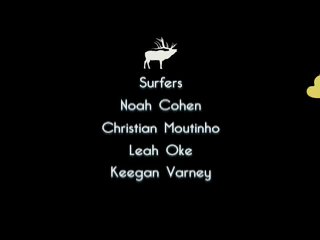 Surfers
Noah Cohen
Christian Moutinho
Leah Oke
Keegan Varney